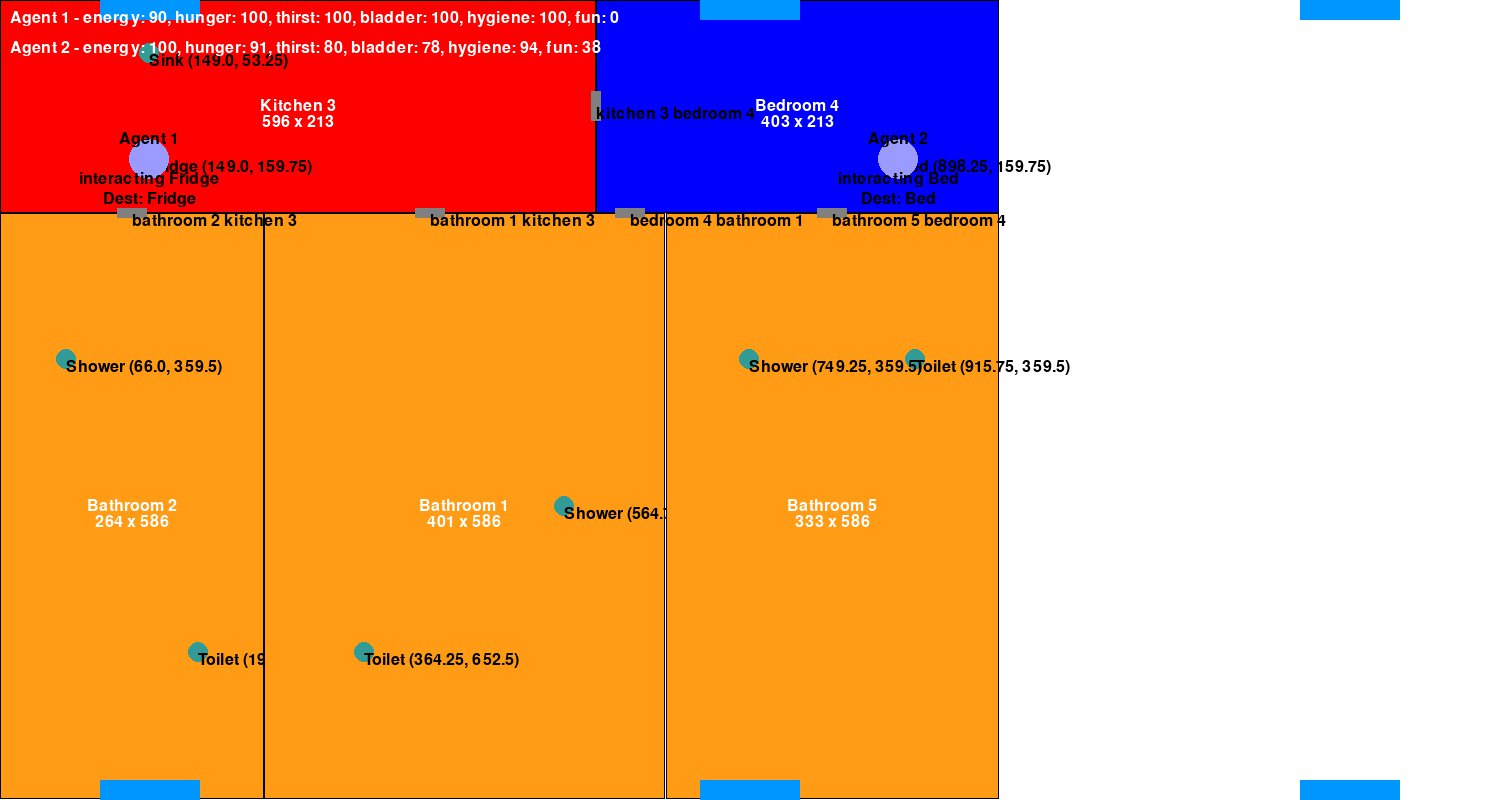 Agent 1 - energy: 90, hunger: 100, thirst: 100, bladder: 100, hygiene: 100, fun: 0
Agent 2 - energy: 100, hunger: 91, thirst: 80, bladder: 78, hygiene: 94, fun: 38
Sink (149.0, 53.25)
Kitchen 3
596 x 213
kitchen 3 bedroom 4
Bedroom 4
403 x 213
Agent 1
dge (149.0, 159.75)
interacting Fridge
Dest: Fridge
Agent 2
d (898.25, 159.75)
interacting Bed
Dest: Bed
bathroom 2 kitchen 3
bathroom 1 kitchen 3
bedroom 4 bathroom 1
bathroom 5 bedroom 4
Shower (66.0, 359.5)
Shower (749.25, 359.5)
Toilet (915.75, 359.5)
Bathroom 2
264 x 586
Bathroom 1
401 x 586
Shower (564.
Bathroom 5
333 x 586
Toilet (19
Toilet (364.25, 652.5)